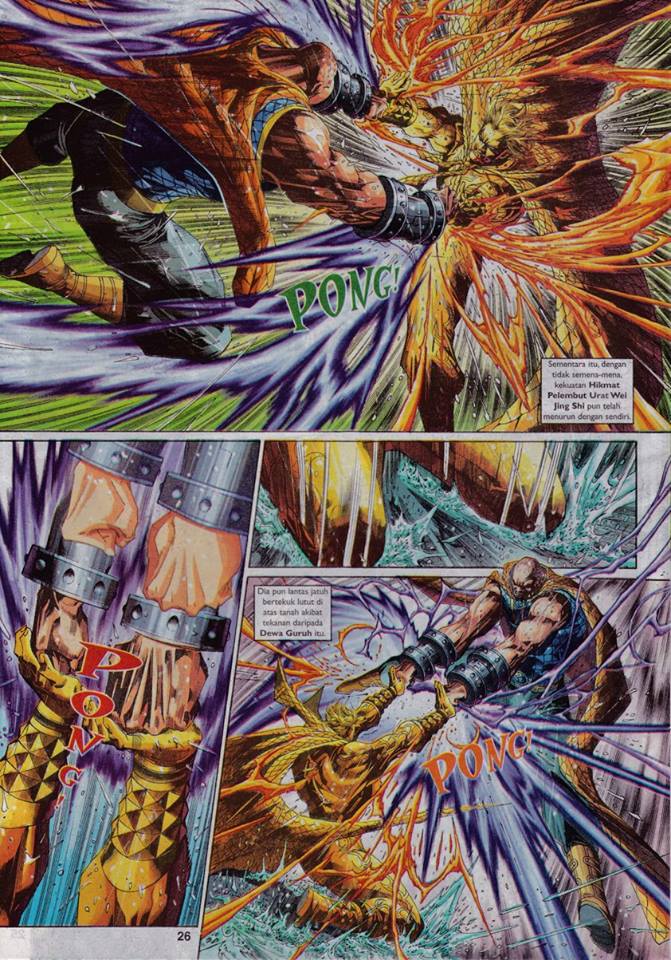 PONG!
Sementara itu, dengan
tidak semena-mena,
kekuatan Hikmat
Pelembut Urat Wei
Jing Shi pun telah
menurun dengan sendiri.
PONG!
Dia pun lantas jatuh
bertekuk lutut di
atas tanah akibat
tekanan daripada
Dewa Guruh itu.
PONG!
26